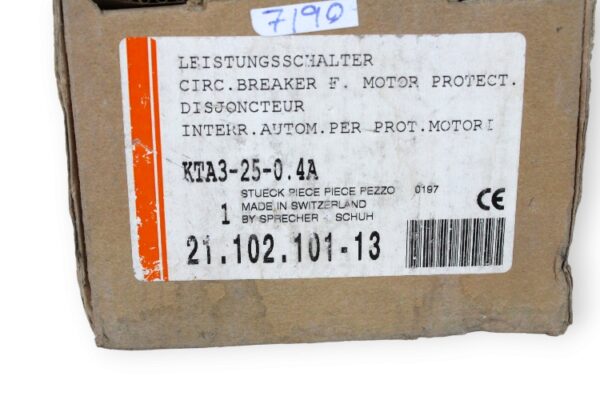 7190
LEISTUNGSSCHALTER
CIRC.BREAKER F. MOTOR PROTECT.
DISJONCTEUR
INTERR.AUTOM.PER PROT.MOTORI
KTA3-25-0.4A
STUECK PIECE PIECE PEZZO 0197
1 MADE IN SWITZERLAND
BY SPRECHER + SCHUH
CE
21.102.101-13